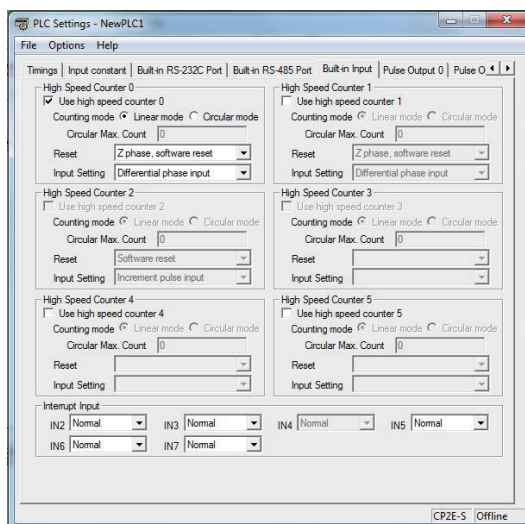 PLC Settings - NewPLC1
File Options Help
Timings Input constant Built-in RS-232C Port Built-in RS-485 Port Built-in Input Pulse Output 0 Pulse O
High Speed Counter 0
Use high speed counter 0
Counting mode Linear mode Circular mode
Circular Max. Count 0
Reset Z phase, software reset
Input Setting Differential phase input
High Speed Counter 1
Use high speed counter 1
Counting mode Linear mode Circular mode
Circular Max. Count 0
Reset Z phase, software reset
Input Setting Differential phase input
High Speed Counter 2
Use high speed counter 2
Counting mode Linear mode Circular mode
Circular Max. Count 0
Reset Software reset
Input Setting Increment pulse input
High Speed Counter 3
Use high speed counter 3
Counting mode Linear mode Circular mode
Circular Max. Count 0
Reset
Input Setting
High Speed Counter 4
Use high speed counter 4
Counting mode Linear mode Circular mode
Circular Max. Count 0
Reset
Input Setting
High Speed Counter 5
Use high speed counter 5
Counting mode Linear mode Circular mode
Circular Max. Count 0
Reset
Input Setting
Interrupt Input
IN2 Normal IN3 Normal IN4 Normal IN5 Normal
IN6 Normal IN7 Normal
CP2E-S Offline